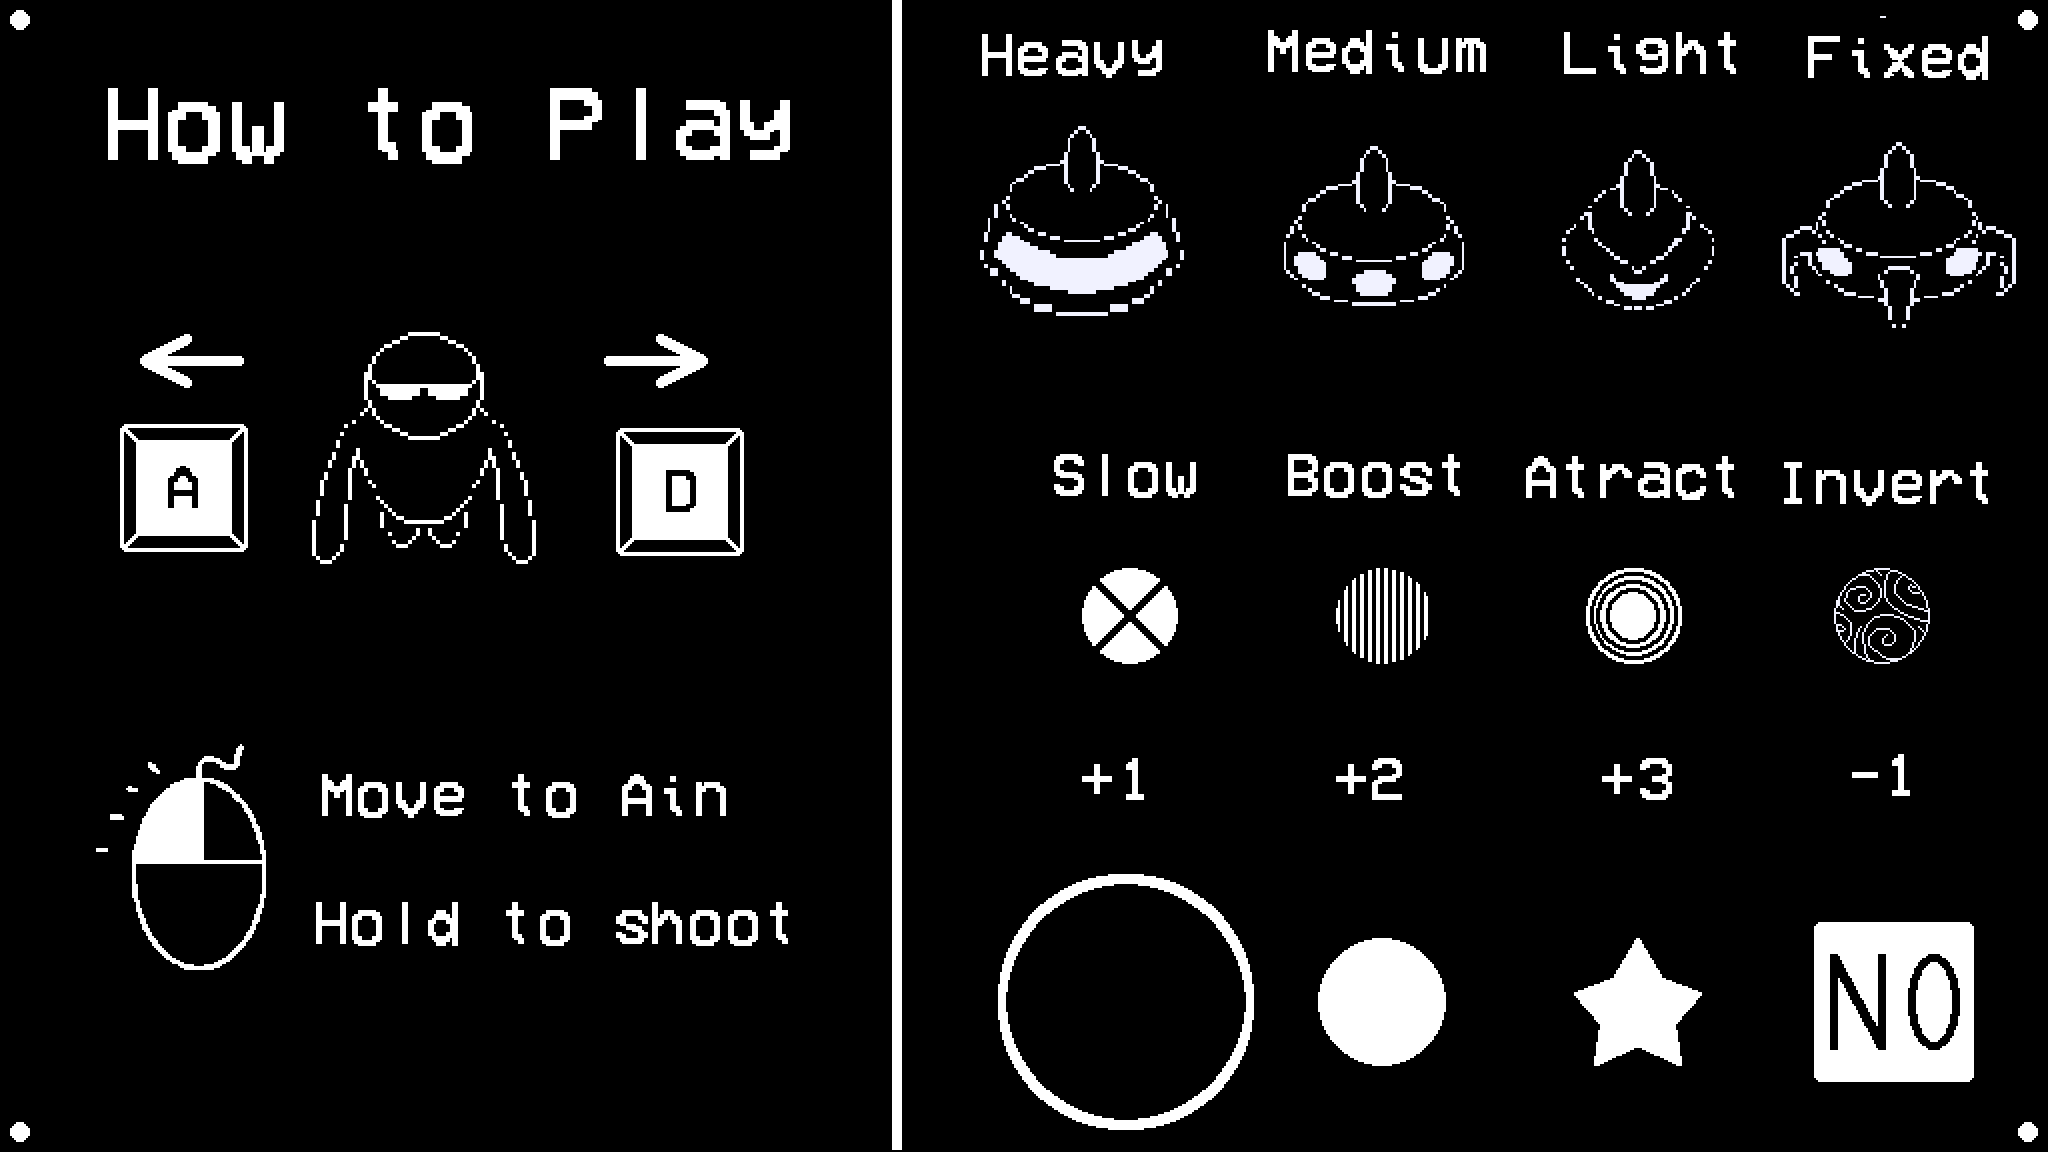 How to Play
A D
Move to Ain
Hold to shoot
Heavy Medium Light Fixed
Slow Boost Atract Invert
+1 +2 +3 -1
NO